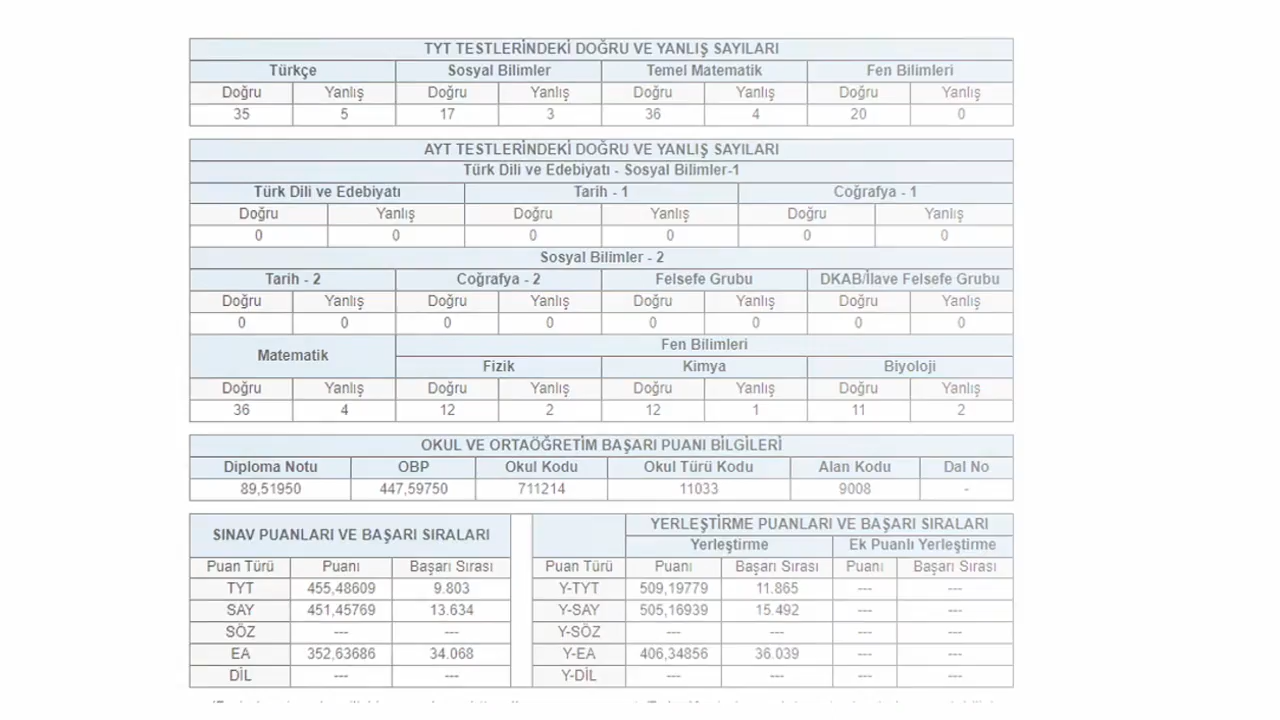 TYT TESTLERİNDEKİ DOĞRU VE YANLIŞ SAYILARI
Türkçe Sosyal Bilimler Temel Matematik Fen Bilimleri
Doğru Yanlış Doğru Yanlış Doğru Yanlış Doğru Yanlış
35 5 17 3 36 4 20 0
AYT TESTLERİNDEKİ DOĞRU VE YANLIŞ SAYILARI
Türk Dili ve Edebiyatı - Sosyal Bilimler-1
Türk Dili ve Edebiyatı Tarih - 1 Coğrafya - 1
Doğru Yanlış Doğru Yanlış Doğru Yanlış
0 0 0 0 0 0
Sosyal Bilimler - 2
Tarih - 2 Coğrafya - 2 Felsefe Grubu DKAB/İlave Felsefe Grubu
Doğru Yanlış Doğru Yanlış Doğru Yanlış Doğru Yanlış
0 0 0 0 0 0 0 0
Matematik Fen Bilimleri
Fizik Kimya Biyoloji
Doğru Yanlış Doğru Yanlış Doğru Yanlış Doğru Yanlış
36 4 12 2 12 1 11 2
OKUL VE ORTAÖĞRETİM BAŞARI PUANI BİLGİLERİ
Diploma Notu OBP Okul Kodu Okul Türü Kodu Alan Kodu Dal No
89,51950 447,59750 711214 11033 9008 -
SINAV PUANLARI VE BAŞARI SIRALARI
Puan Türü Puanı Başarı Sırası
TYT 455,48609 9.803
SAY 451,45769 13.634
SÖZ --- ---
EA 352,63686 34.068
DİL --- ---
YERLEŞTİRME PUANLARI VE BAŞARI SIRALARI
Yerleştirme Ek Puanlı Yerleştirme
Puan Türü Puanı Başarı Sırası Puanı Başarı Sırası
Y-TYT 509,19779 11.865 --- ---
Y-SAY 505,16939 15.492 --- ---
Y-SÖZ --- --- --- ---
Y-EA 406,34856 36.039 --- ---
Y-DİL --- --- --- ---